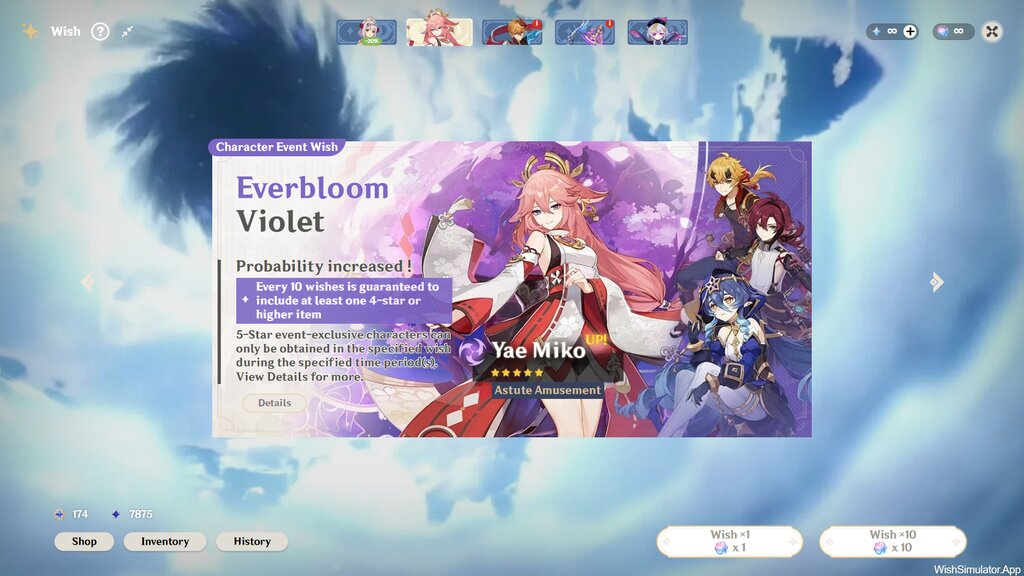 Wish
?
-20%
!
!
∞ +
∞
Character Event Wish
Everbloom
Violet
Probability increased !
Every 10 wishes is guaranteed to
include at least one 4-star or
higher item
5-Star event-exclusive characters can
only be obtained in the specified wish
during the specified time period(s).
View Details for more.
Details
UP!
Yae Miko
Astute Amusement
174
7875
Shop
Inventory
History
Wish ×1
x 1
Wish ×10
x 10
WishSimulator.App